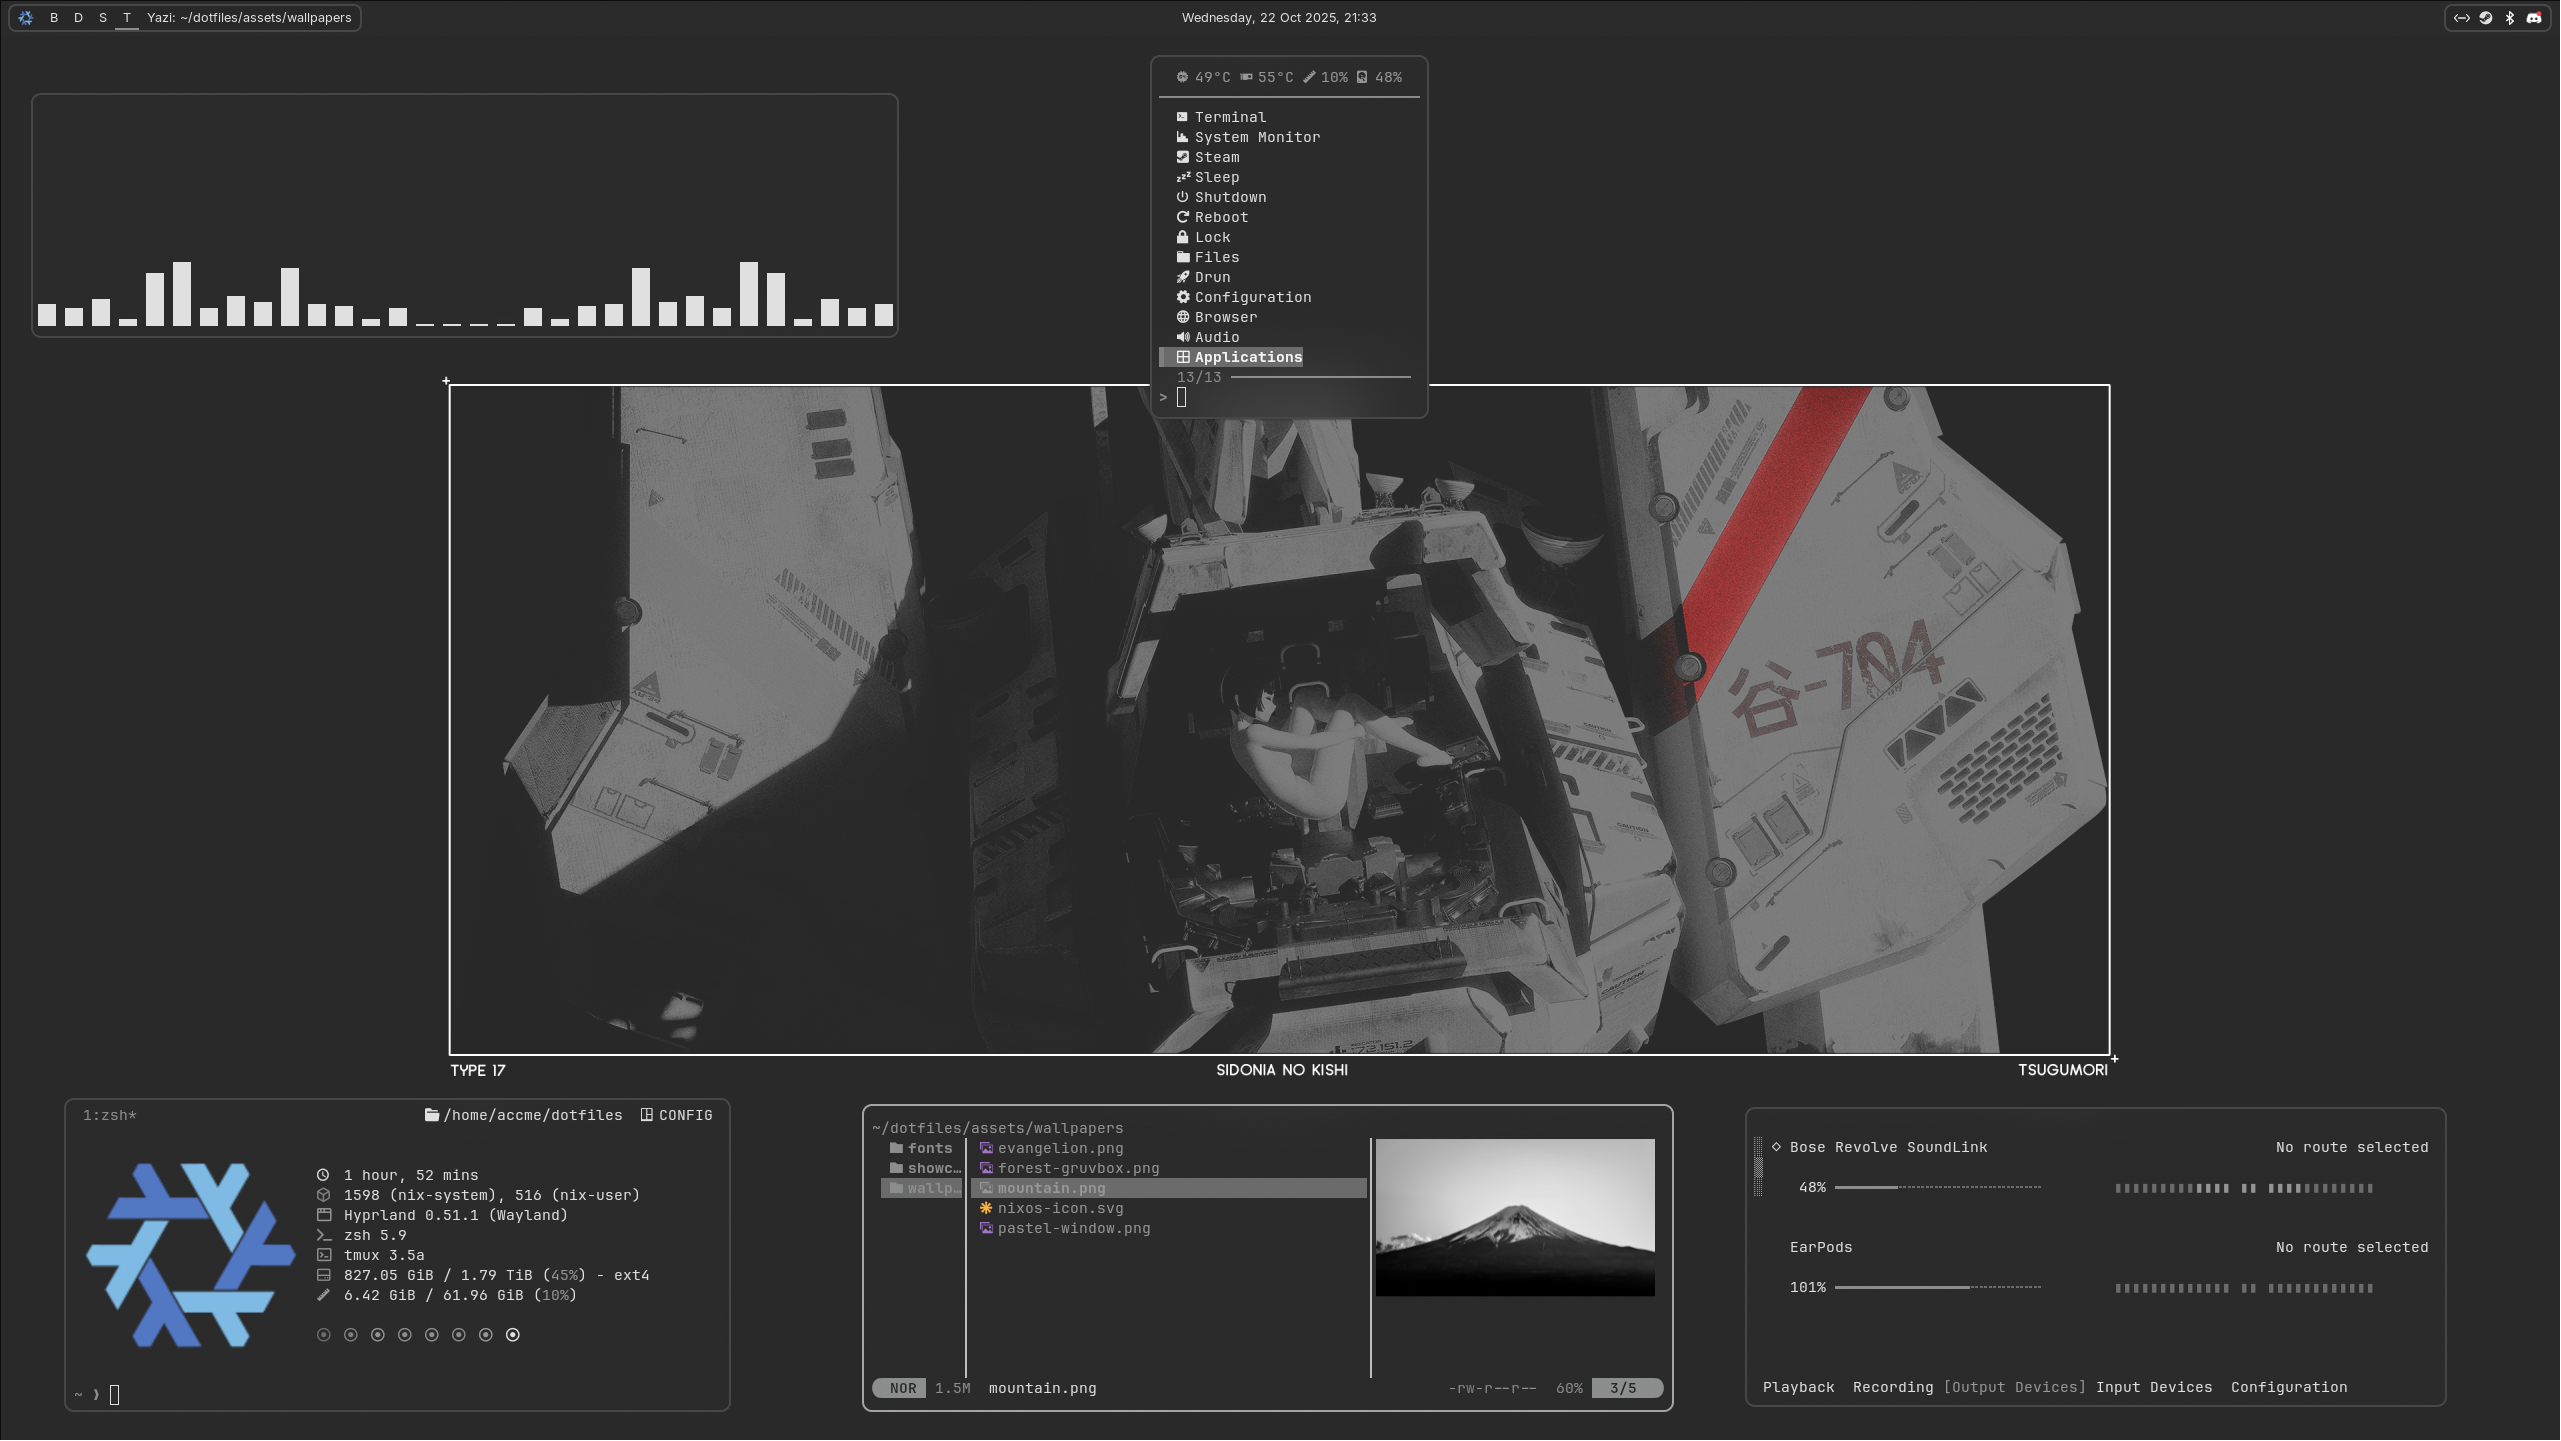 B D S T Yazi: ~/dotfiles/assets/wallpapers
Wednesday, 22 Oct 2025, 21:33
49°C 55°C 10% 48%
Terminal
System Monitor
Steam
Sleep
Shutdown
Reboot
Lock
Files
Drun
Configuration
Browser
Audio
Applications
13/13
>
谷-704
CAUTION
CAUTION
CAUTION
172.151.2
TYPE 17
SIDONIA NO KISHI
TSUGUMORI
1:zsh* /home/accme/dotfiles CONFIG
1 hour, 52 mins
1598 (nix-system), 516 (nix-user)
Hyprland 0.51.1 (Wayland)
zsh 5.9
tmux 3.5a
827.05 GiB / 1.79 TiB (45%) - ext4
6.42 GiB / 61.96 GiB (10%)
~ ❯
~/dotfiles/assets/wallpapers
fonts evangelion.png
showc… forest-gruvbox.png
wallp… mountain.png
nixos-icon.svg
pastel-window.png
NOR 1.5M mountain.png -rw-r--r-- 60% 3/5
◇ Bose Revolve SoundLink No route selected
48%
EarPods No route selected
101%
Playback Recording [Output Devices] Input Devices Configuration